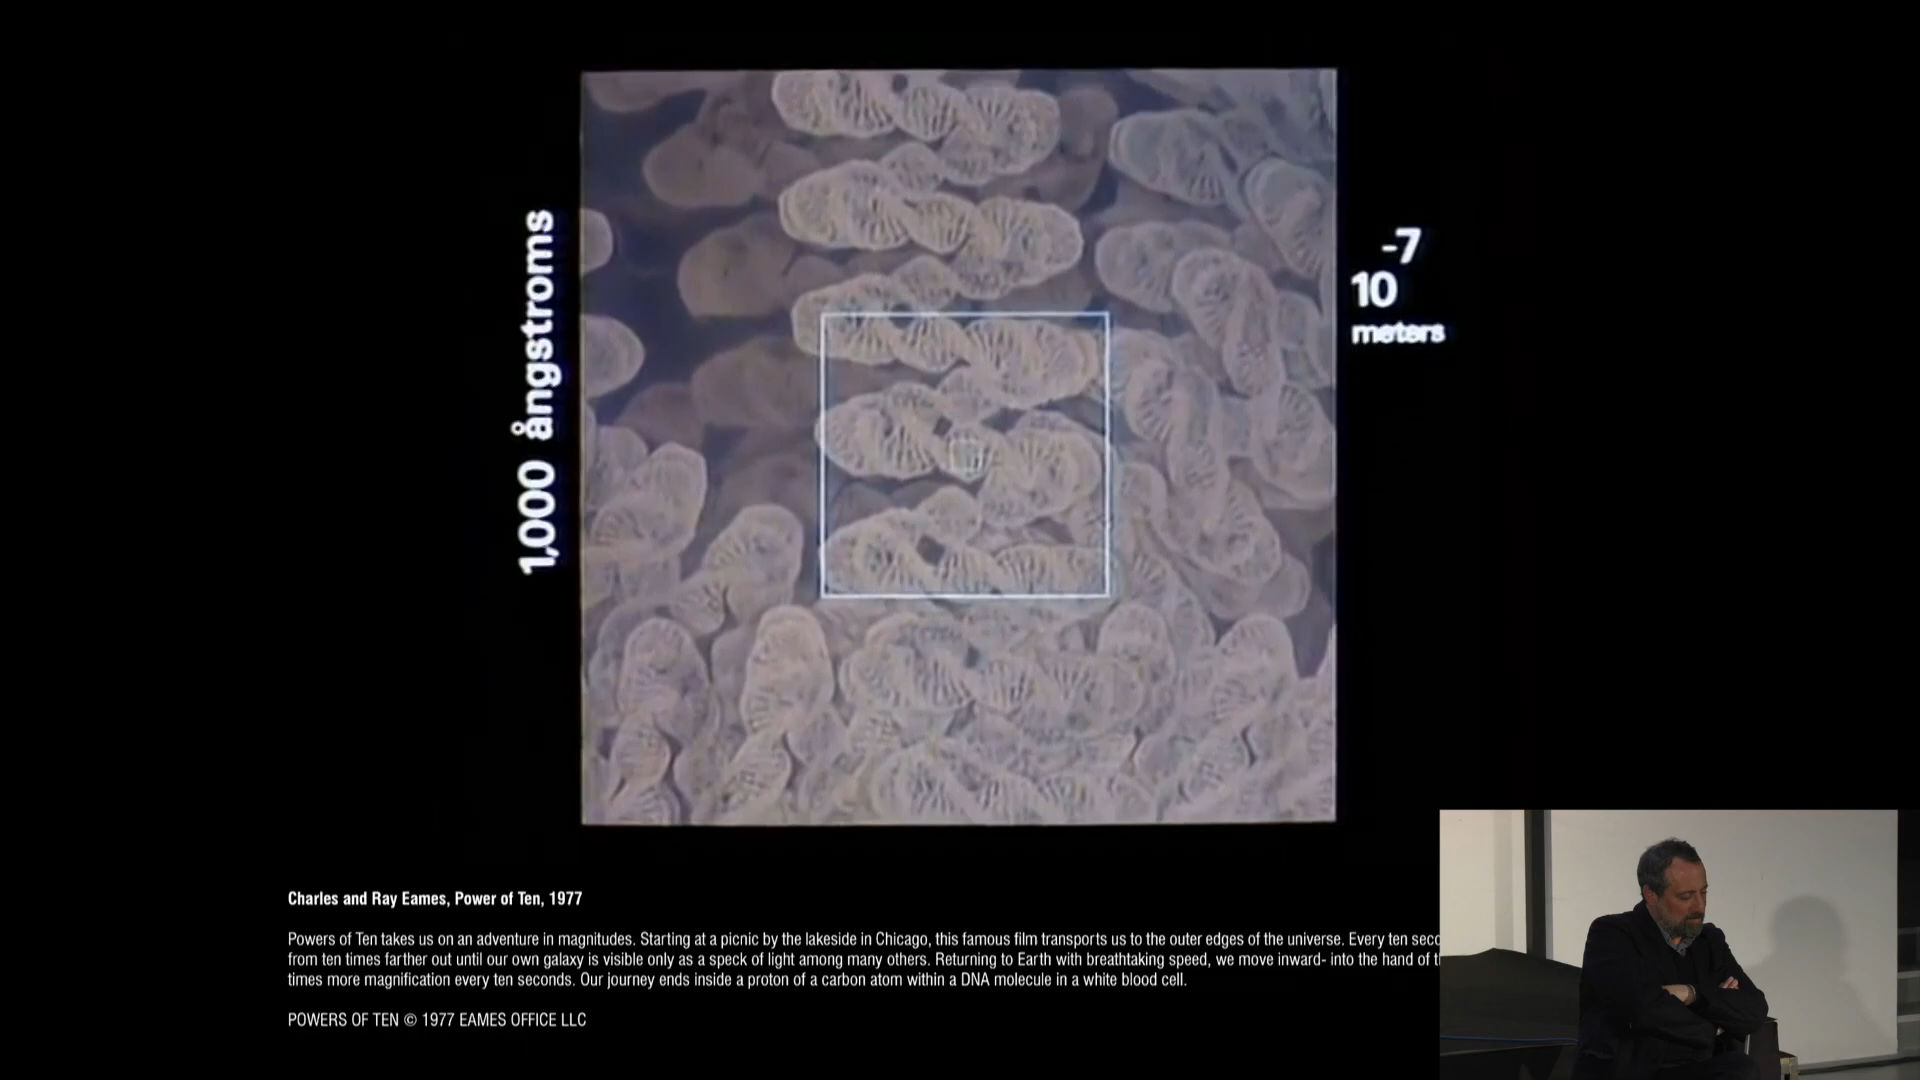 1,000 ångstroms
-7
10
meters
Charles and Ray Eames, Power of Ten, 1977
Powers of Ten takes us on an adventure in magnitudes. Starting at a picnic by the lakeside in Chicago, this famous film transports us to the outer edges of the universe. Every ten
from ten times farther out until our own galaxy is visible only as a speck of light among many others. Returning to Earth with breathtaking speed, we move inward- into the hand of
times more magnification every ten seconds. Our journey ends inside a proton of a carbon atom within a DNA molecule in a white blood cell.
POWERS OF TEN © 1977 EAMES OFFICE LLC